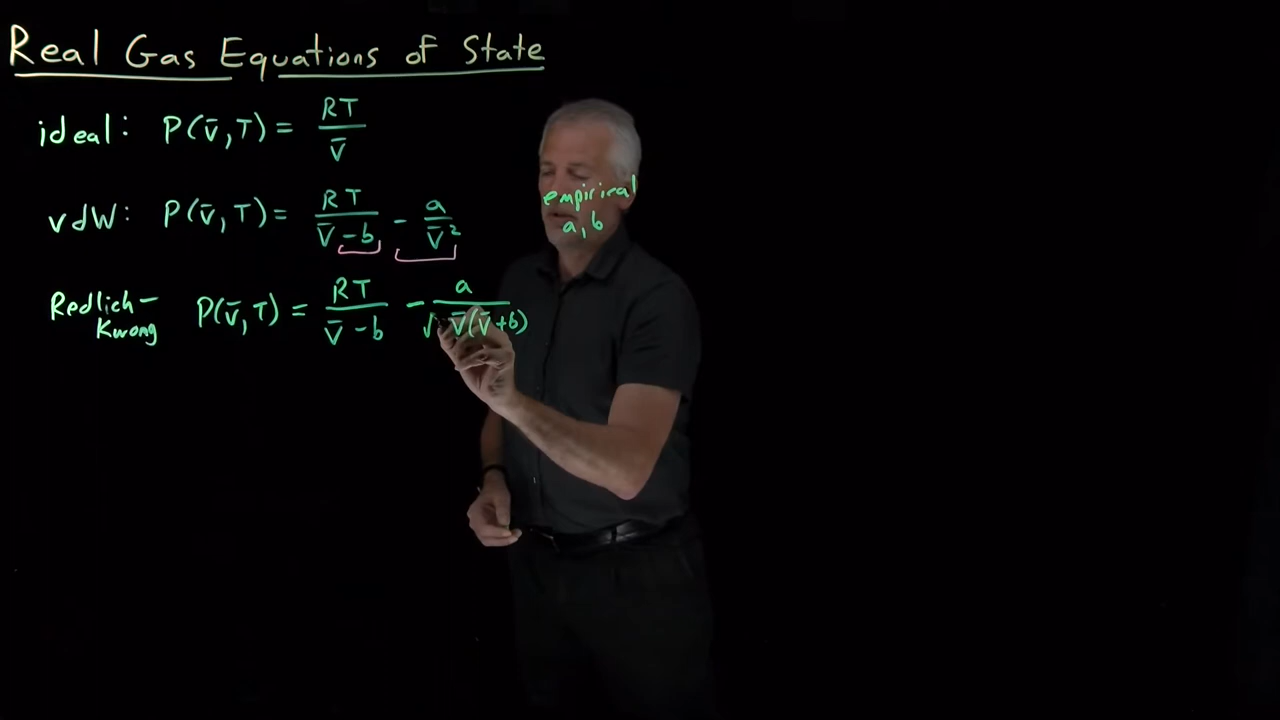 Real Gas Equations of State
ideal: P(v̄,T) = RT / v̄
vdW: P(v̄,T) = RT / v̄-b - a / v̄²
empirical
a,b
Redlich-
Kwong P(v̄,T) = RT / v̄-b - a / √ v̄(v̄+b)